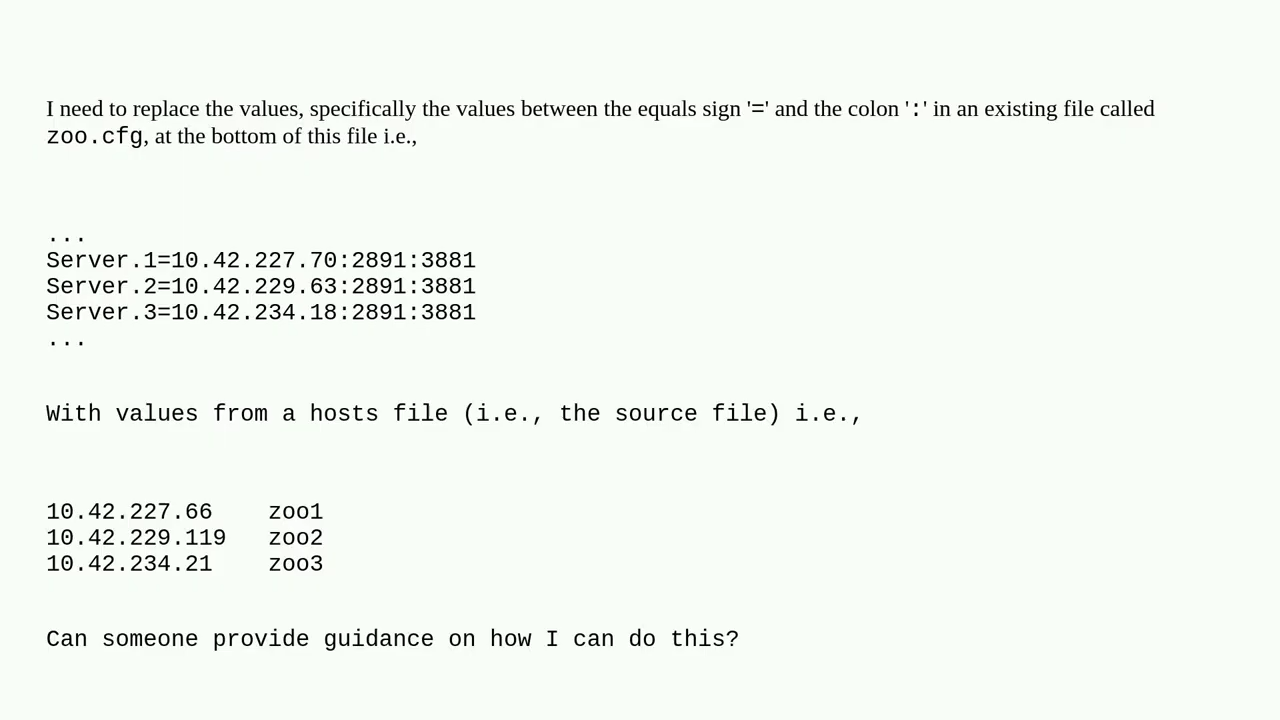 I need to replace the values, specifically the values between the equals sign '=' and the colon ':' in an existing file called
zoo.cfg, at the bottom of this file i.e.,
...
Server.1=10.42.227.70:2891:3881
Server.2=10.42.229.63:2891:3881
Server.3=10.42.234.18:2891:3881
...
With values from a hosts file (i.e., the source file) i.e.,
10.42.227.66    zoo1
10.42.229.119   zoo2
10.42.234.21    zoo3
Can someone provide guidance on how I can do this?